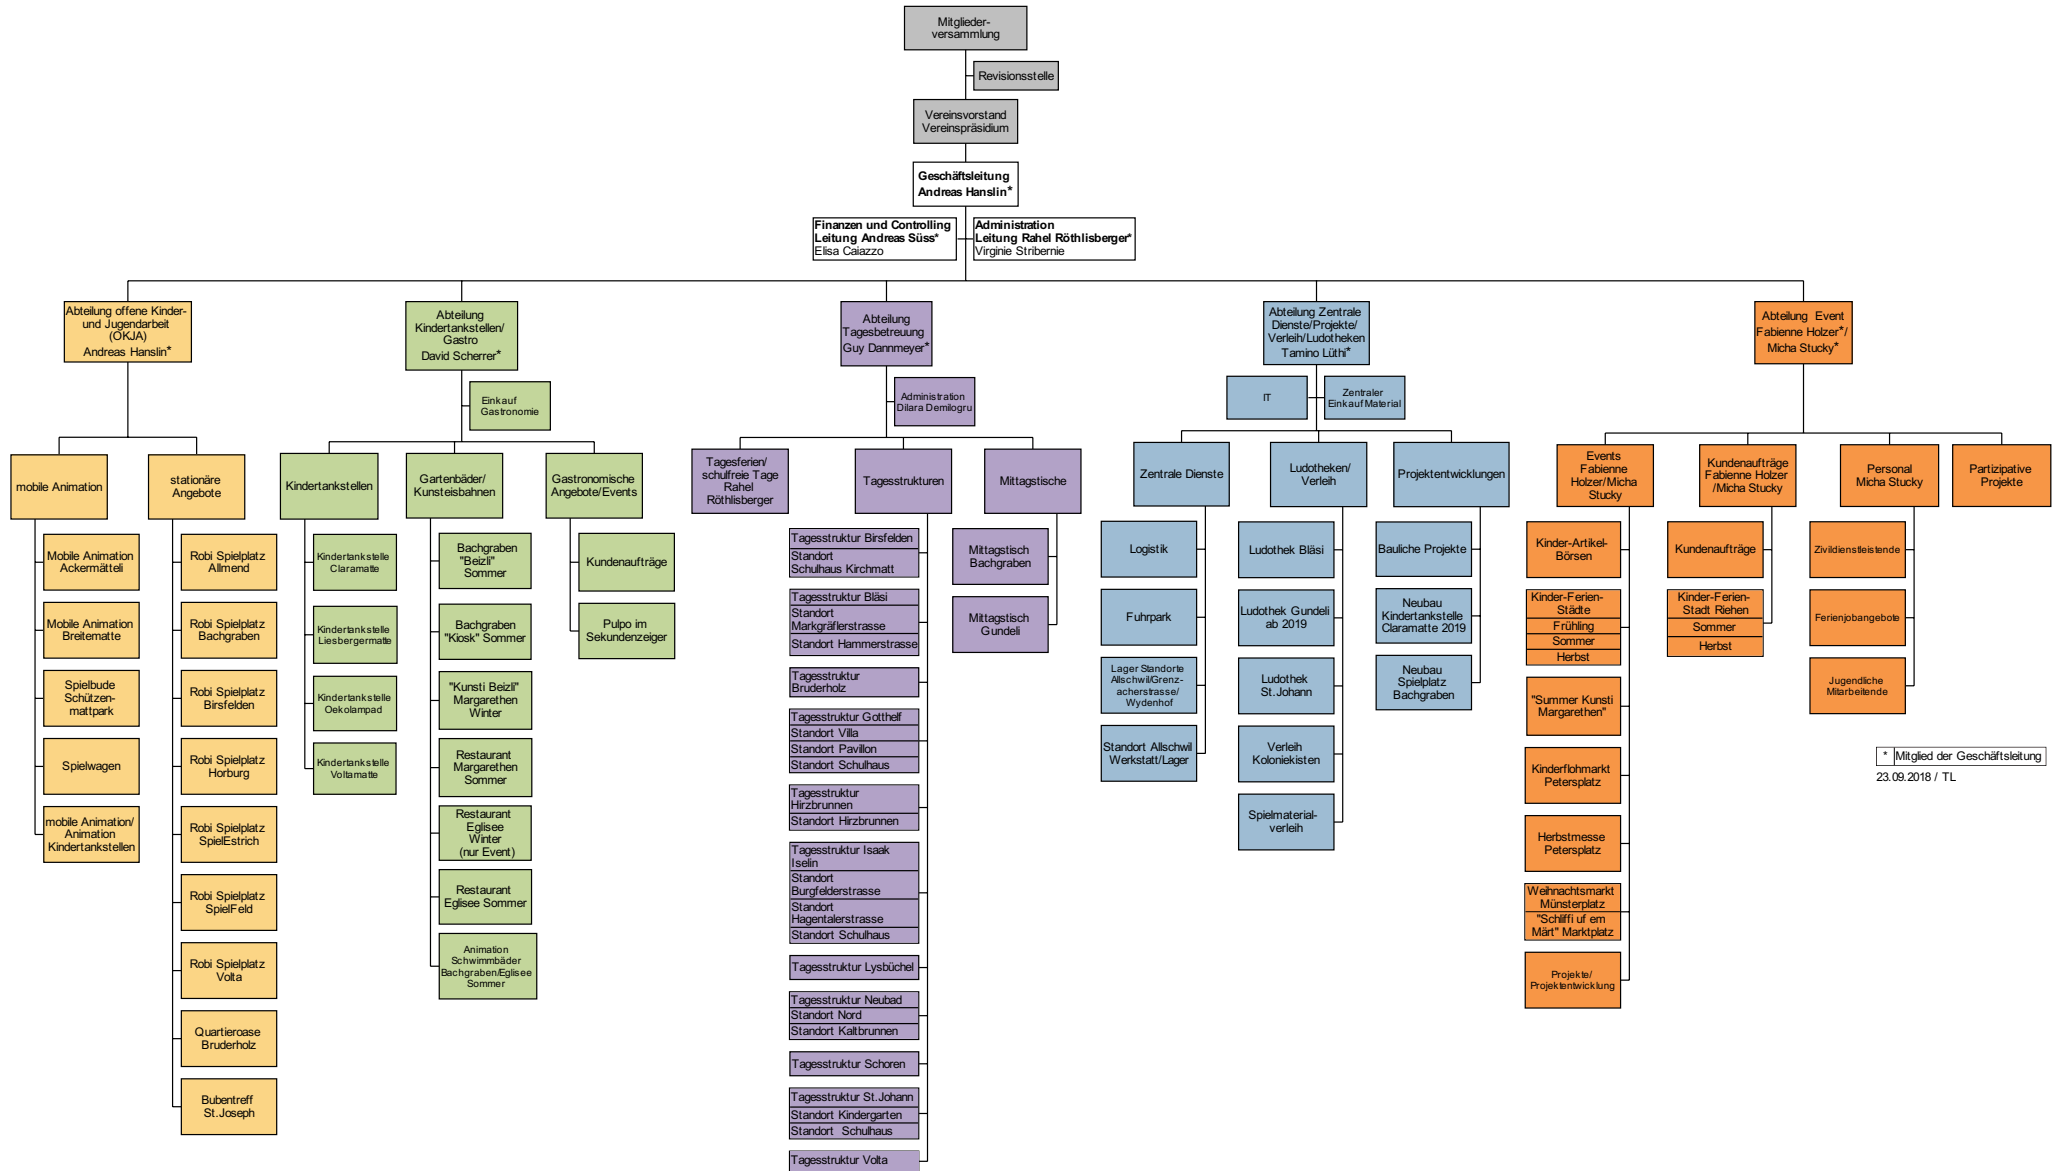 Mitglieder-
versammlung
Revisionsstelle
Vereinsvorstand
Vereinspräsidium
Geschäftsleitung
Andreas Hanslin*
Finanzen und Controlling
Leitung Andreas Süss*
Elisa Caiazzo
Administration
Leitung Rahel Röthlisberger*
Virginie Stribernie
Abteilung offene Kinder-
und Jugendarbeit
(OKJA)
Andreas Hanslin*
mobile Animation
Mobile Animation
Ackermätteli
Mobile Animation
Breitematte
Spielbude
Schützen-
mattpark
Spielwagen
mobile Animation/
Animation
Kindertankstellen
stationäre
Angebote
Robi Spielplatz
Allmend
Robi Spielplatz
Bachgraben
Robi Spielplatz
Birsfelden
Robi Spielplatz
Horburg
Robi Spielplatz
SpielEstrich
Robi Spielplatz
SpielFeld
Robi Spielplatz
Volta
Quartieroase
Bruderholz
Bubentreff
St.Joseph
Abteilung
Kindertankstellen/
Gastro
David Scherrer*
Einkauf
Gastronomie
Kindertankstellen
Kindertankstelle
Claramatte
Kindertankstelle
Liesbergermatte
Kindertankstelle
Oekolampad
Kindertankstelle
Voltamatte
Gartenbäder/
Kunsteisbahnen
Bachgraben
"Beizli"
Sommer
Bachgraben
"Kiosk" Sommer
"Kunsti Beizli"
Margarethen
Winter
Restaurant
Margarethen
Sommer
Restaurant
Eglisee
Winter
(nur Event)
Restaurant
Eglisee Sommer
Animation
Schwimmbäder
Bachgraben/Eglisee
Sommer
Gastronomische
Angebote/Events
Kundenaufträge
Pulpo im
Sekundenzeiger
Abteilung
Tagesbetreuung
Guy Dannmeyer*
Administration
Dilara Demilogru
Tagesferien/
schulfreie Tage
Rahel
Röthlisberger
Tagesstrukturen
Tagesstruktur Birsfelden
Standort
Schulhaus Kirchmatt
Tagesstruktur Bläsi
Standort
Markgräflerstrasse
Standort Hammerstrasse
Tagesstruktur
Bruderholz
Tagesstruktur Gotthelf
Standort Villa
Standort Pavillon
Standort Schulhaus
Tagesstruktur
Hirzbrunnen
Standort Hirzbrunnen
Tagesstruktur Isaak
Iselin
Standort
Burgfelderstrasse
Standort
Hagentalerstrasse
Standort Schulhaus
Tagesstruktur Lysbüchel
Tagesstruktur Neubad
Standort Nord
Standort Kaltbrunnen
Tagesstruktur Schoren
Tagesstruktur St.Johann
Standort Kindergarten
Standort Schulhaus
Tagesstruktur Volta
Mittagstische
Mittagstisch
Bachgraben
Mittagstisch
Gundeli
Abteilung Zentrale
Dienste/Projekte/
Verleih/Ludotheken
Tamino Lüthi*
IT
Zentraler
Einkauf Material
Zentrale Dienste
Logistik
Fuhrpark
Lager Standorte
Allschwil/Grenz-
acherstrasse/
Wydenhof
Standort Allschwil
Werkstatt/Lager
Ludotheken/
Verleih
Ludothek Bläsi
Ludothek Gundeli
ab 2019
Ludothek
St.Johann
Verleih
Koloniekisten
Spielmaterial-
verleih
Projektentwicklungen
Bauliche Projekte
Neubau
Kindertankstelle
Claramatte 2019
Neubau
Spielplatz
Bachgraben
Abteilung Event
Fabienne Holzer*/
Micha Stucky*
Events
Fabienne
Holzer/Micha
Stucky
Kinder-Artikel-
Börsen
Kinder-Ferien-
Städte
Frühling
Sommer
Herbst
"Summer Kunsti
Margarethen"
Kinderflohmarkt
Petersplatz
Herbstmesse
Petersplatz
Weihnachtsmarkt
Münsterplatz
"Schliffi uf em
Märt" Marktplatz
Projekte/
Projektentwicklung
Kundenaufträge
Fabienne Holzer
/Micha Stucky
Kundenaufträge
Kinder-Ferien-
Stadt Riehen
Sommer
Herbst
Personal
Micha Stucky
Zivildienstleistende
Ferienjobangebote
Jugendliche
Mitarbeitende
Partizipative
Projekte
* Mitglied der Geschäftsleitung
23.09.2018 / TL